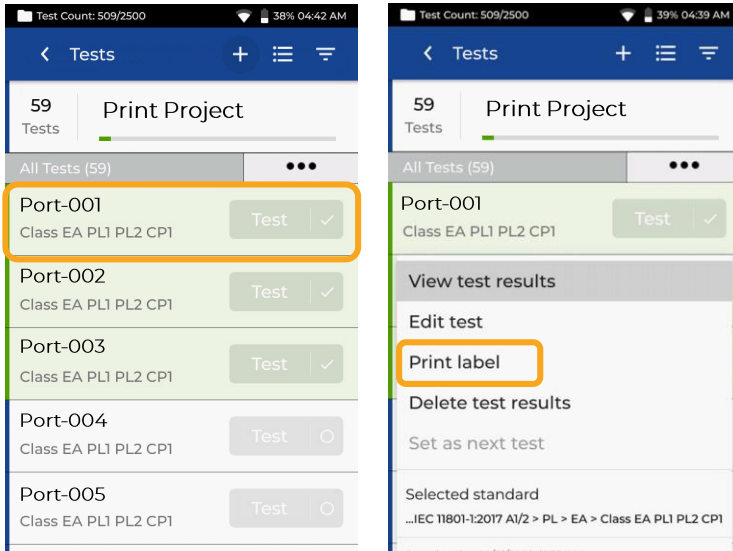 Test Count: 509/2500 38% 04:42 AM
Tests
59
Tests
Print Project
All Tests (59)
Port-001
Class EA PL1 PL2 CP1
Test
Port-002
Class EA PL1 PL2 CP1
Test
Port-003
Class EA PL1 PL2 CP1
Test
Port-004
Class EA PL1 PL2 CP1
Test
Port-005
Class EA PL1 PL2 CP1
Test
Test Count: 509/2500 39% 04:39 AM
Tests
59
Tests
Print Project
All Tests (59)
Port-001
Class EA PL1 PL2 CP1
Test
View test results
Edit test
Print label
Delete test results
Set as next test
Selected standard
...IEC 11801-1:2017 A1/2 > PL > EA > Class EA PL1 PL2 CP1